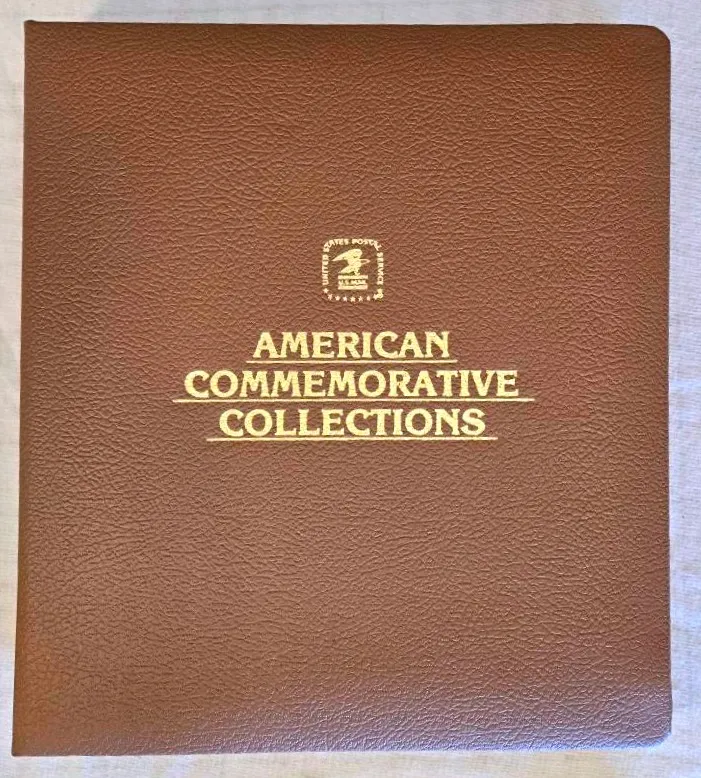 UNITED STATES POSTAL SERVICE
U.S. MAIL
AMERICAN
COMMEMORATIVE
COLLECTIONS